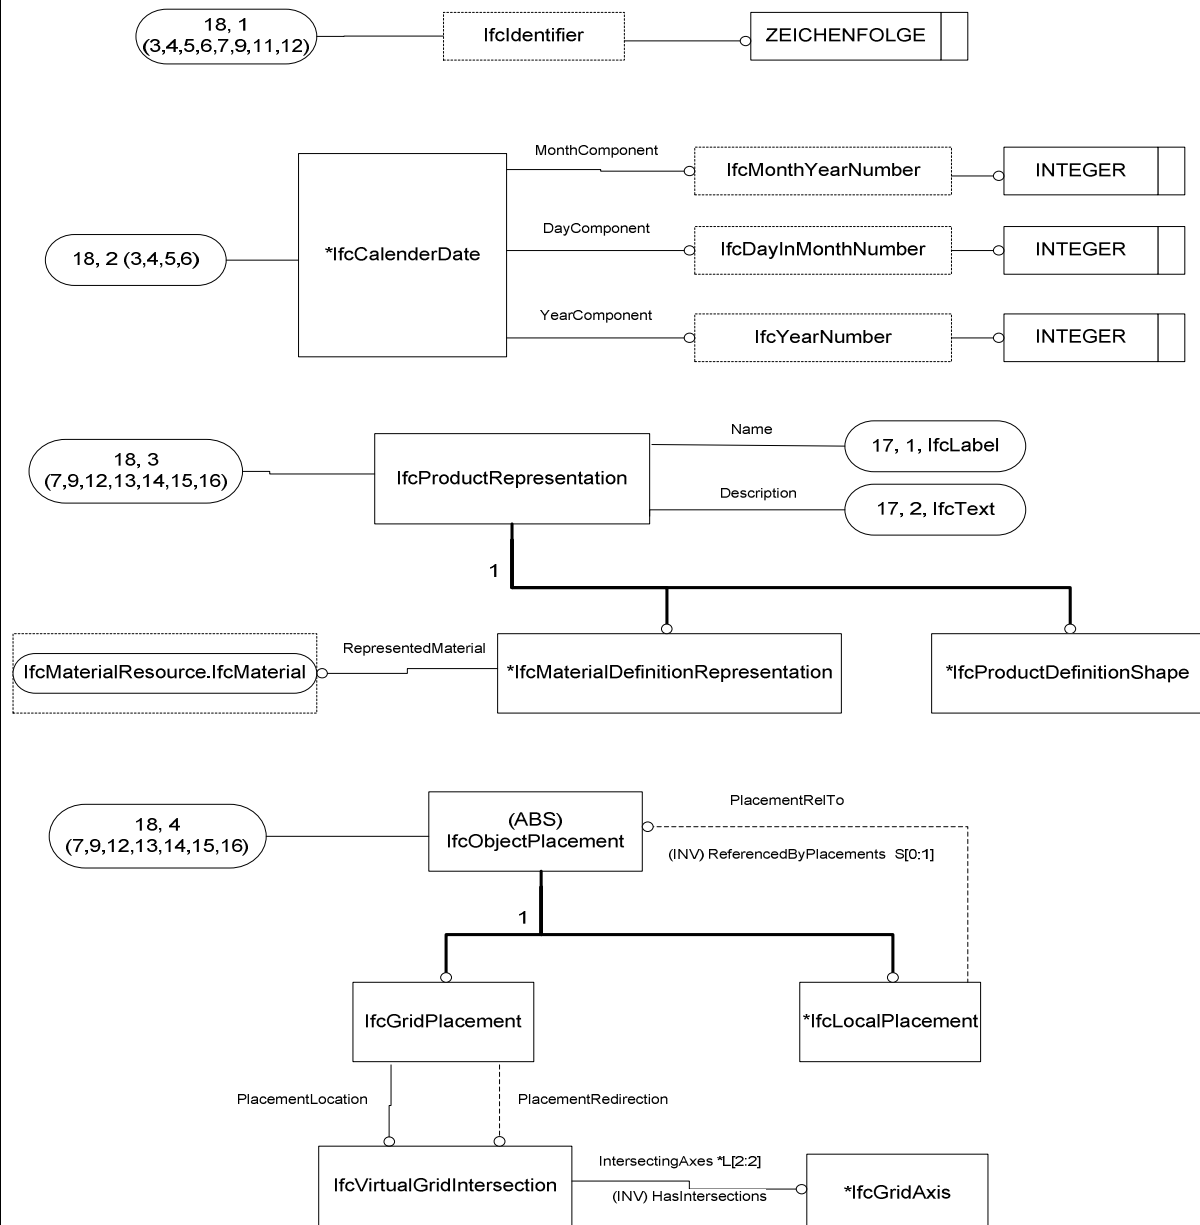 18, 1
(3,4,5,6,7,9,11,12)
IfcIdentifier
ZEICHENFOLGE
MonthComponent
IfcMonthYearNumber
INTEGER
DayComponent
18, 2 (3,4,5,6)
*IfcCalenderDate
IfcDayInMonthNumber
INTEGER
YearComponent
IfcYearNumber
INTEGER
18, 3
(7,9,12,13,14,15,16)
IfcProductRepresentation
Name
17, 1, IfcLabel
Description
17, 2, IfcText
1
IfcMaterialResource.IfcMaterial
RepresentedMaterial
*IfcMaterialDefinitionRepresentation
*IfcProductDefinitionShape
18, 4
(7,9,12,13,14,15,16)
(ABS)
IfcObjectPlacement
PlacementRelTo
(INV) ReferencedByPlacements S[0:1]
1
IfcGridPlacement
*IfcLocalPlacement
PlacementLocation
PlacementRedirection
IfcVirtualGridIntersection
IntersectingAxes *L[2:2]
(INV) HasIntersections
*IfcGridAxis